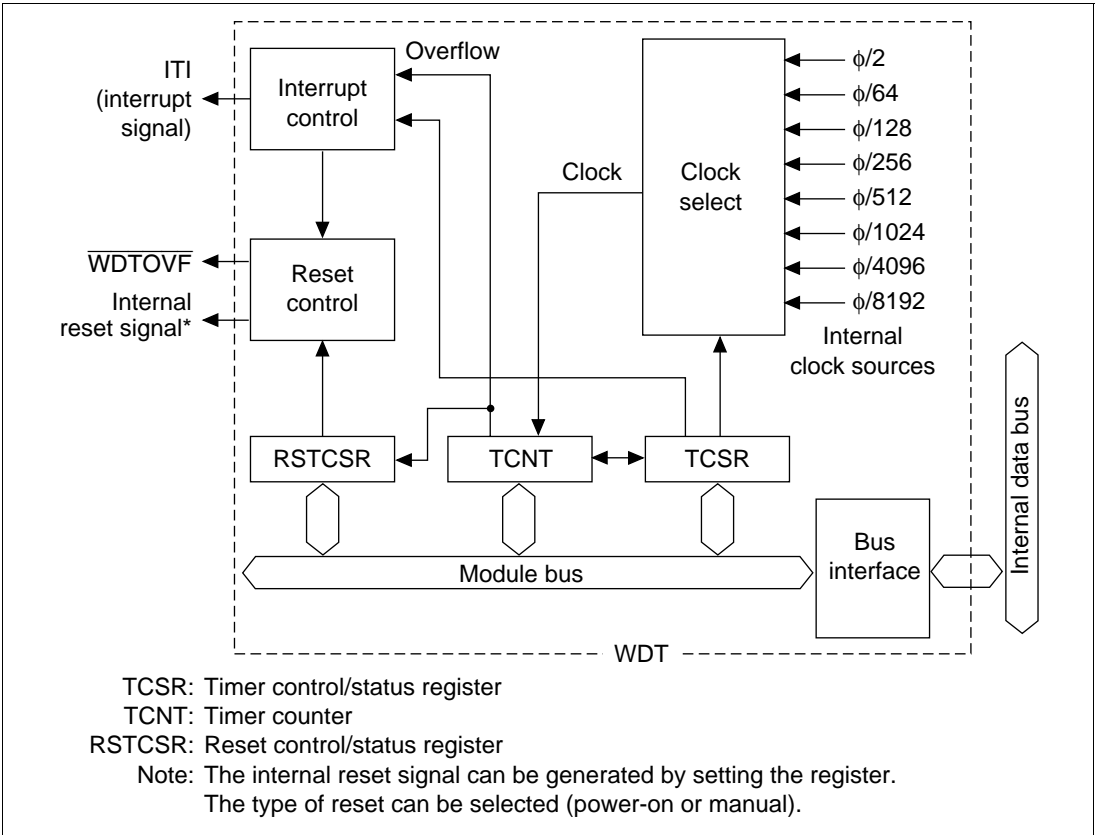 Overflow
ITI
(interrupt
signal)
Interrupt
control
ϕ/2
ϕ/64
ϕ/128
ϕ/256
ϕ/512
ϕ/1024
ϕ/4096
ϕ/8192
Clock
Clock
select
Internal
clock sources
WDTOVF
Internal
reset signal*
Reset
control
RSTCSR
TCNT
TCSR
Module bus
Bus
interface
Internal data bus
WDT
TCSR: Timer control/status register
TCNT: Timer counter
RSTCSR: Reset control/status register
Note: The internal reset signal can be generated by setting the register.
The type of reset can be selected (power-on or manual).